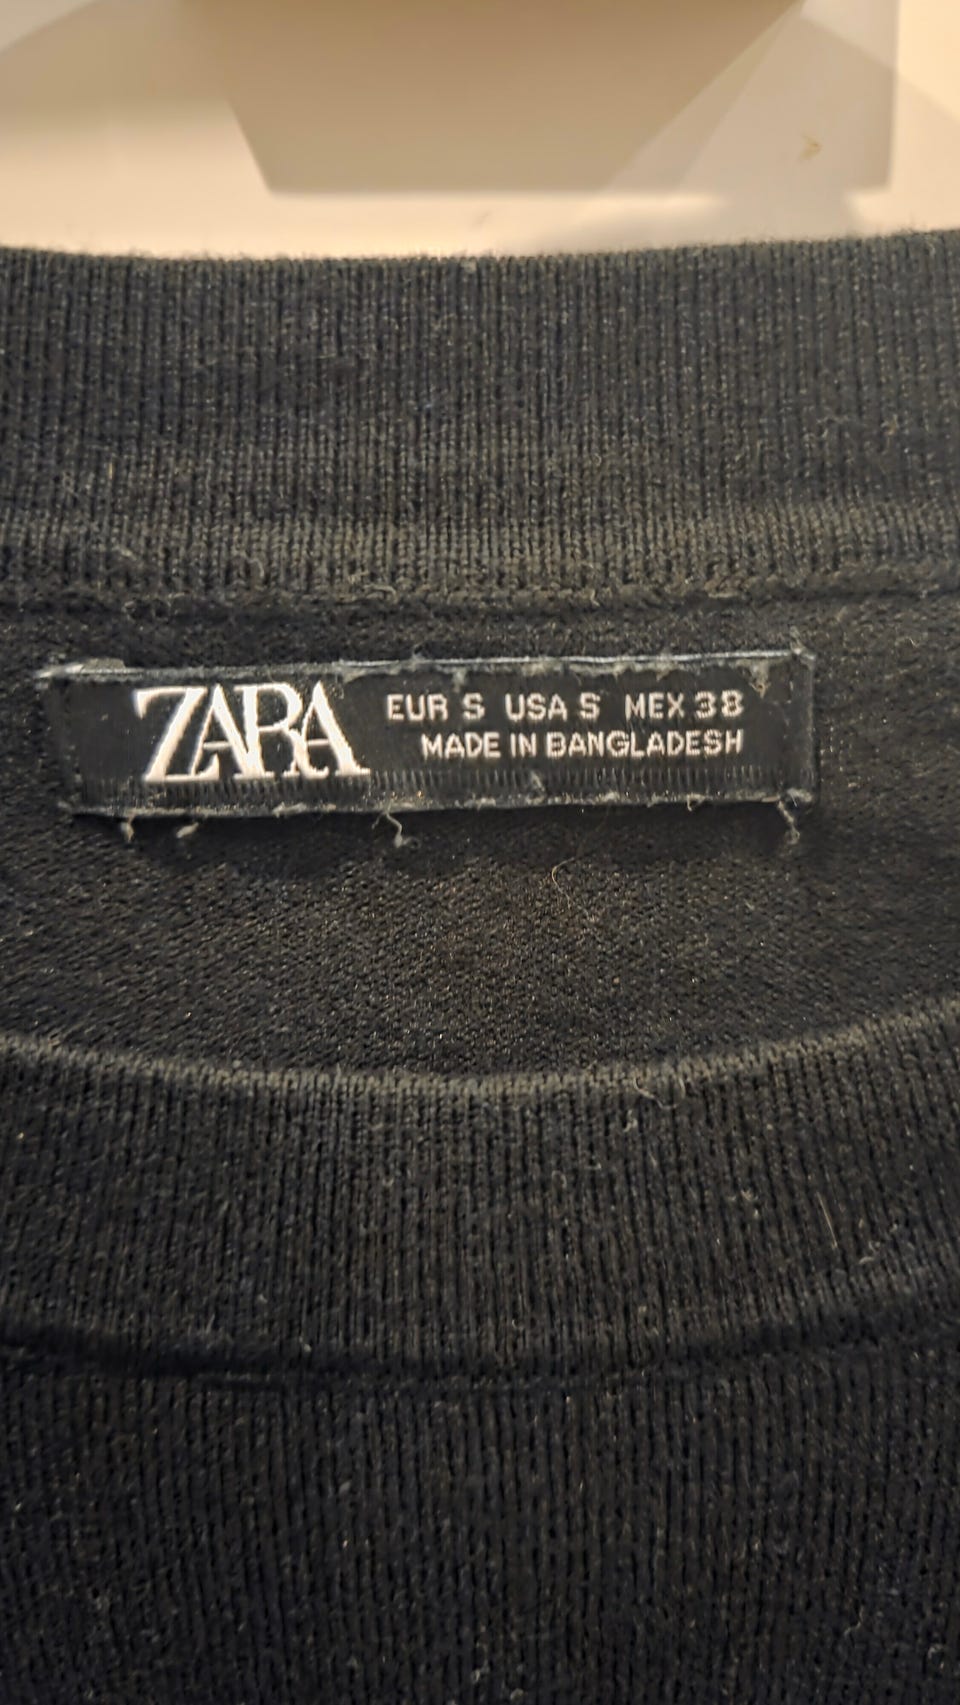 ZARA
EUR S USA S MEX 38
MADE IN BANGLADESH